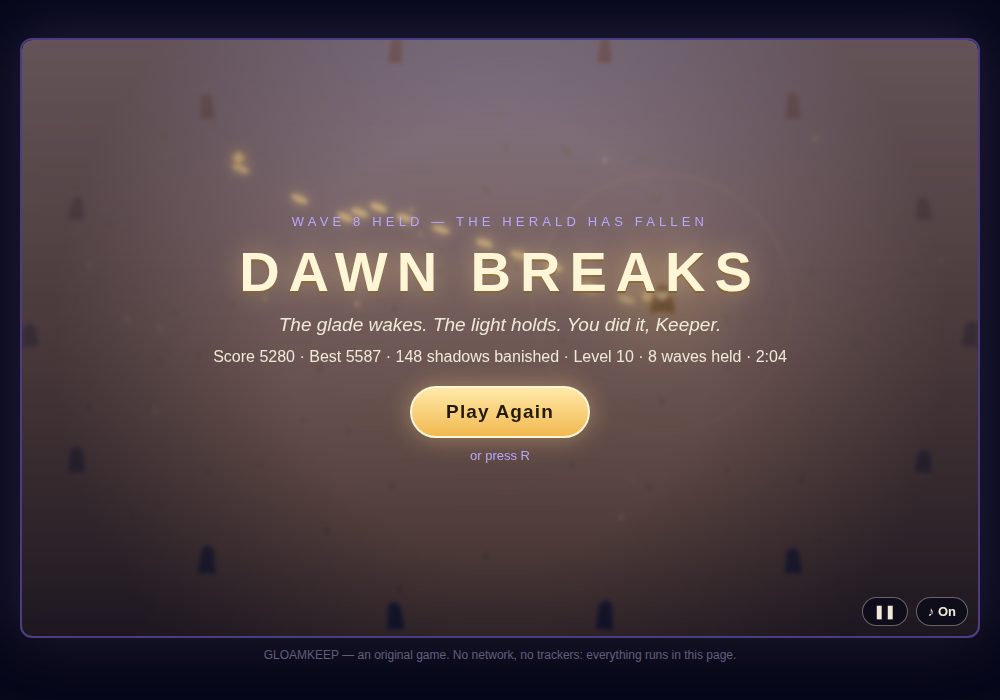 WAVE 8 HELD — THE HERALD HAS FALLEN
DAWN BREAKS
The glade wakes. The light holds. You did it, Keeper.
Score 5280 · Best 5587 · 148 shadows banished · Level 10 · 8 waves held · 2:04
Play Again
or press R
♪ On
GLOAMKEEP — an original game. No network, no trackers: everything runs in this page.